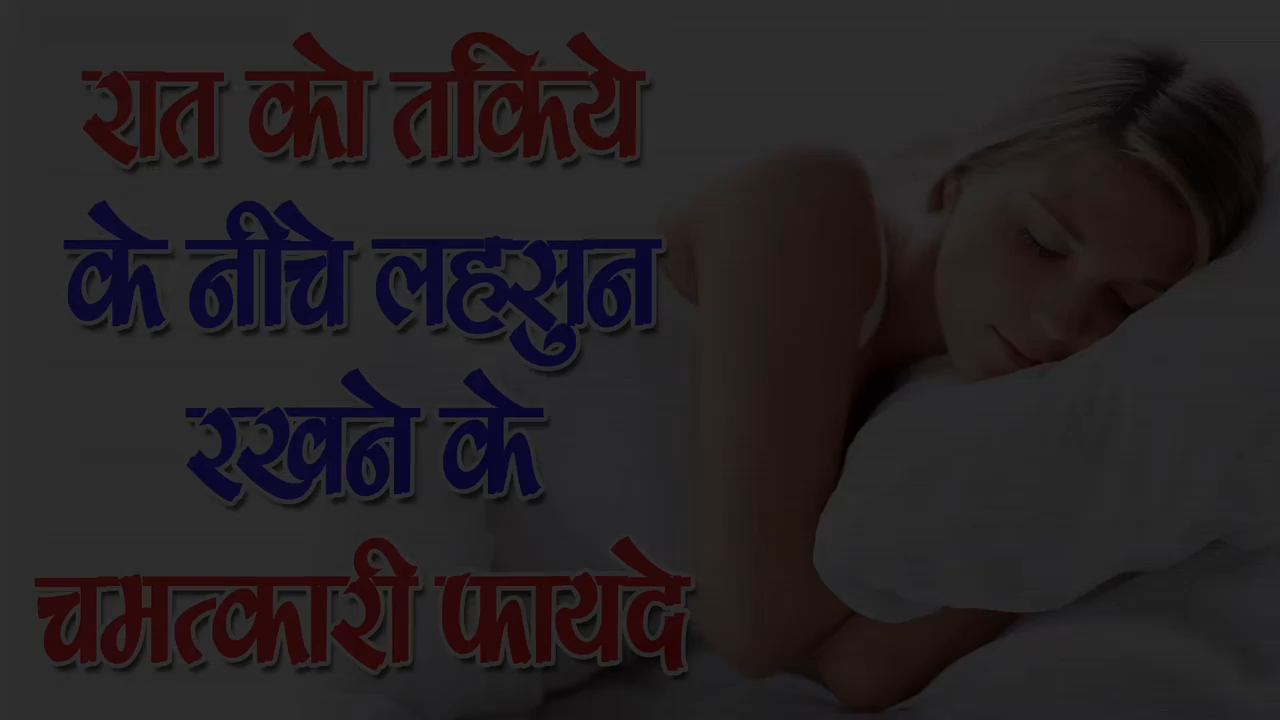 रात को तकिये
के नीचे लहसुन
रखने के
चमत्कारी फायदे